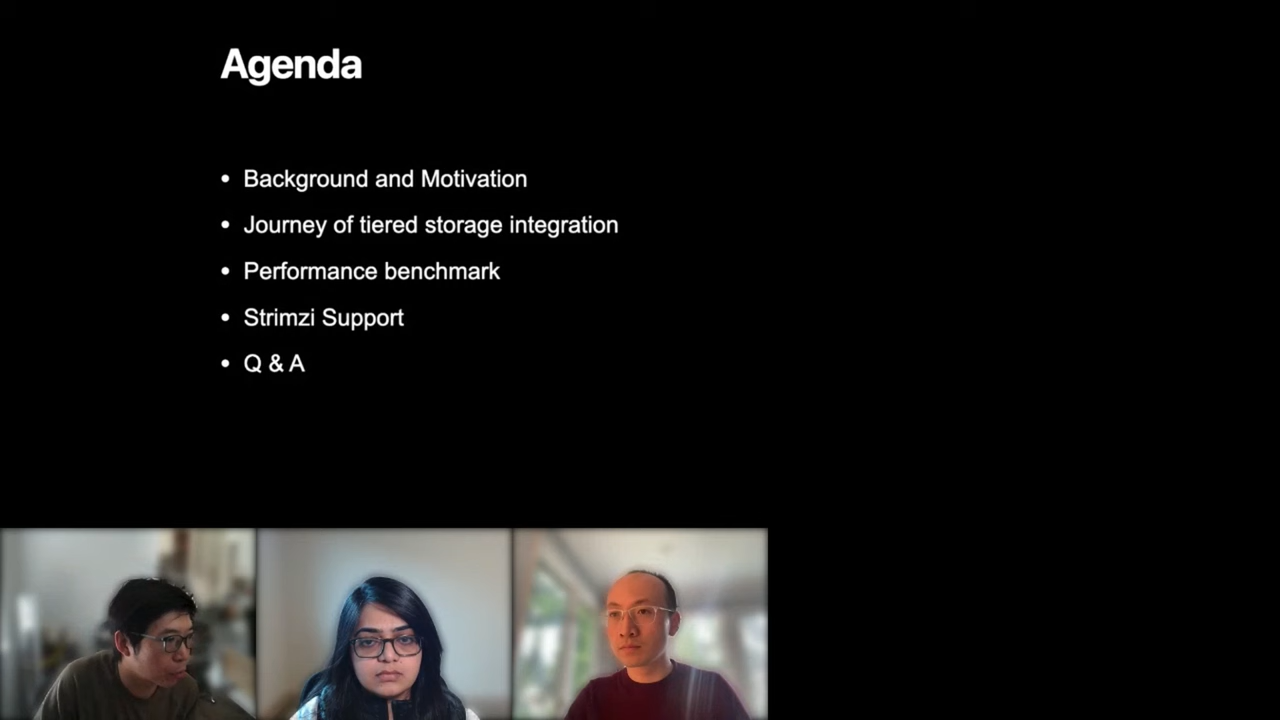 Agenda
• Background and Motivation
• Journey of tiered storage integration
• Performance benchmark
• Strimzi Support
• Q & A